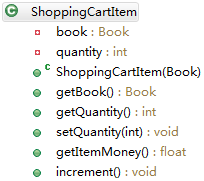 ShoppingCartItem
book : Book
quantity : int
ShoppingCartItem(Book)
getBook() : Book
getQuantity() : int
setQuantity(int) : void
getItemMoney() : float
increment() : void